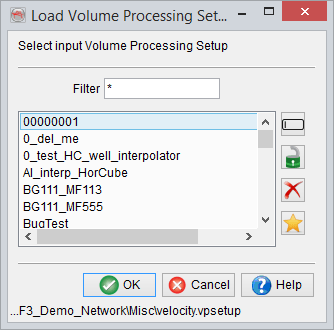 Load Volume Processing Set...
Select input Volume Processing Setup
Filter *
00000001
0_del_me
0_test_HC_well_interpolator
AI_interp_HorCube
BG111_MF113
BG111_MF555
BugTest
OK Cancel Help
...F3_Demo_Network\Misc\velocity.vpsetup